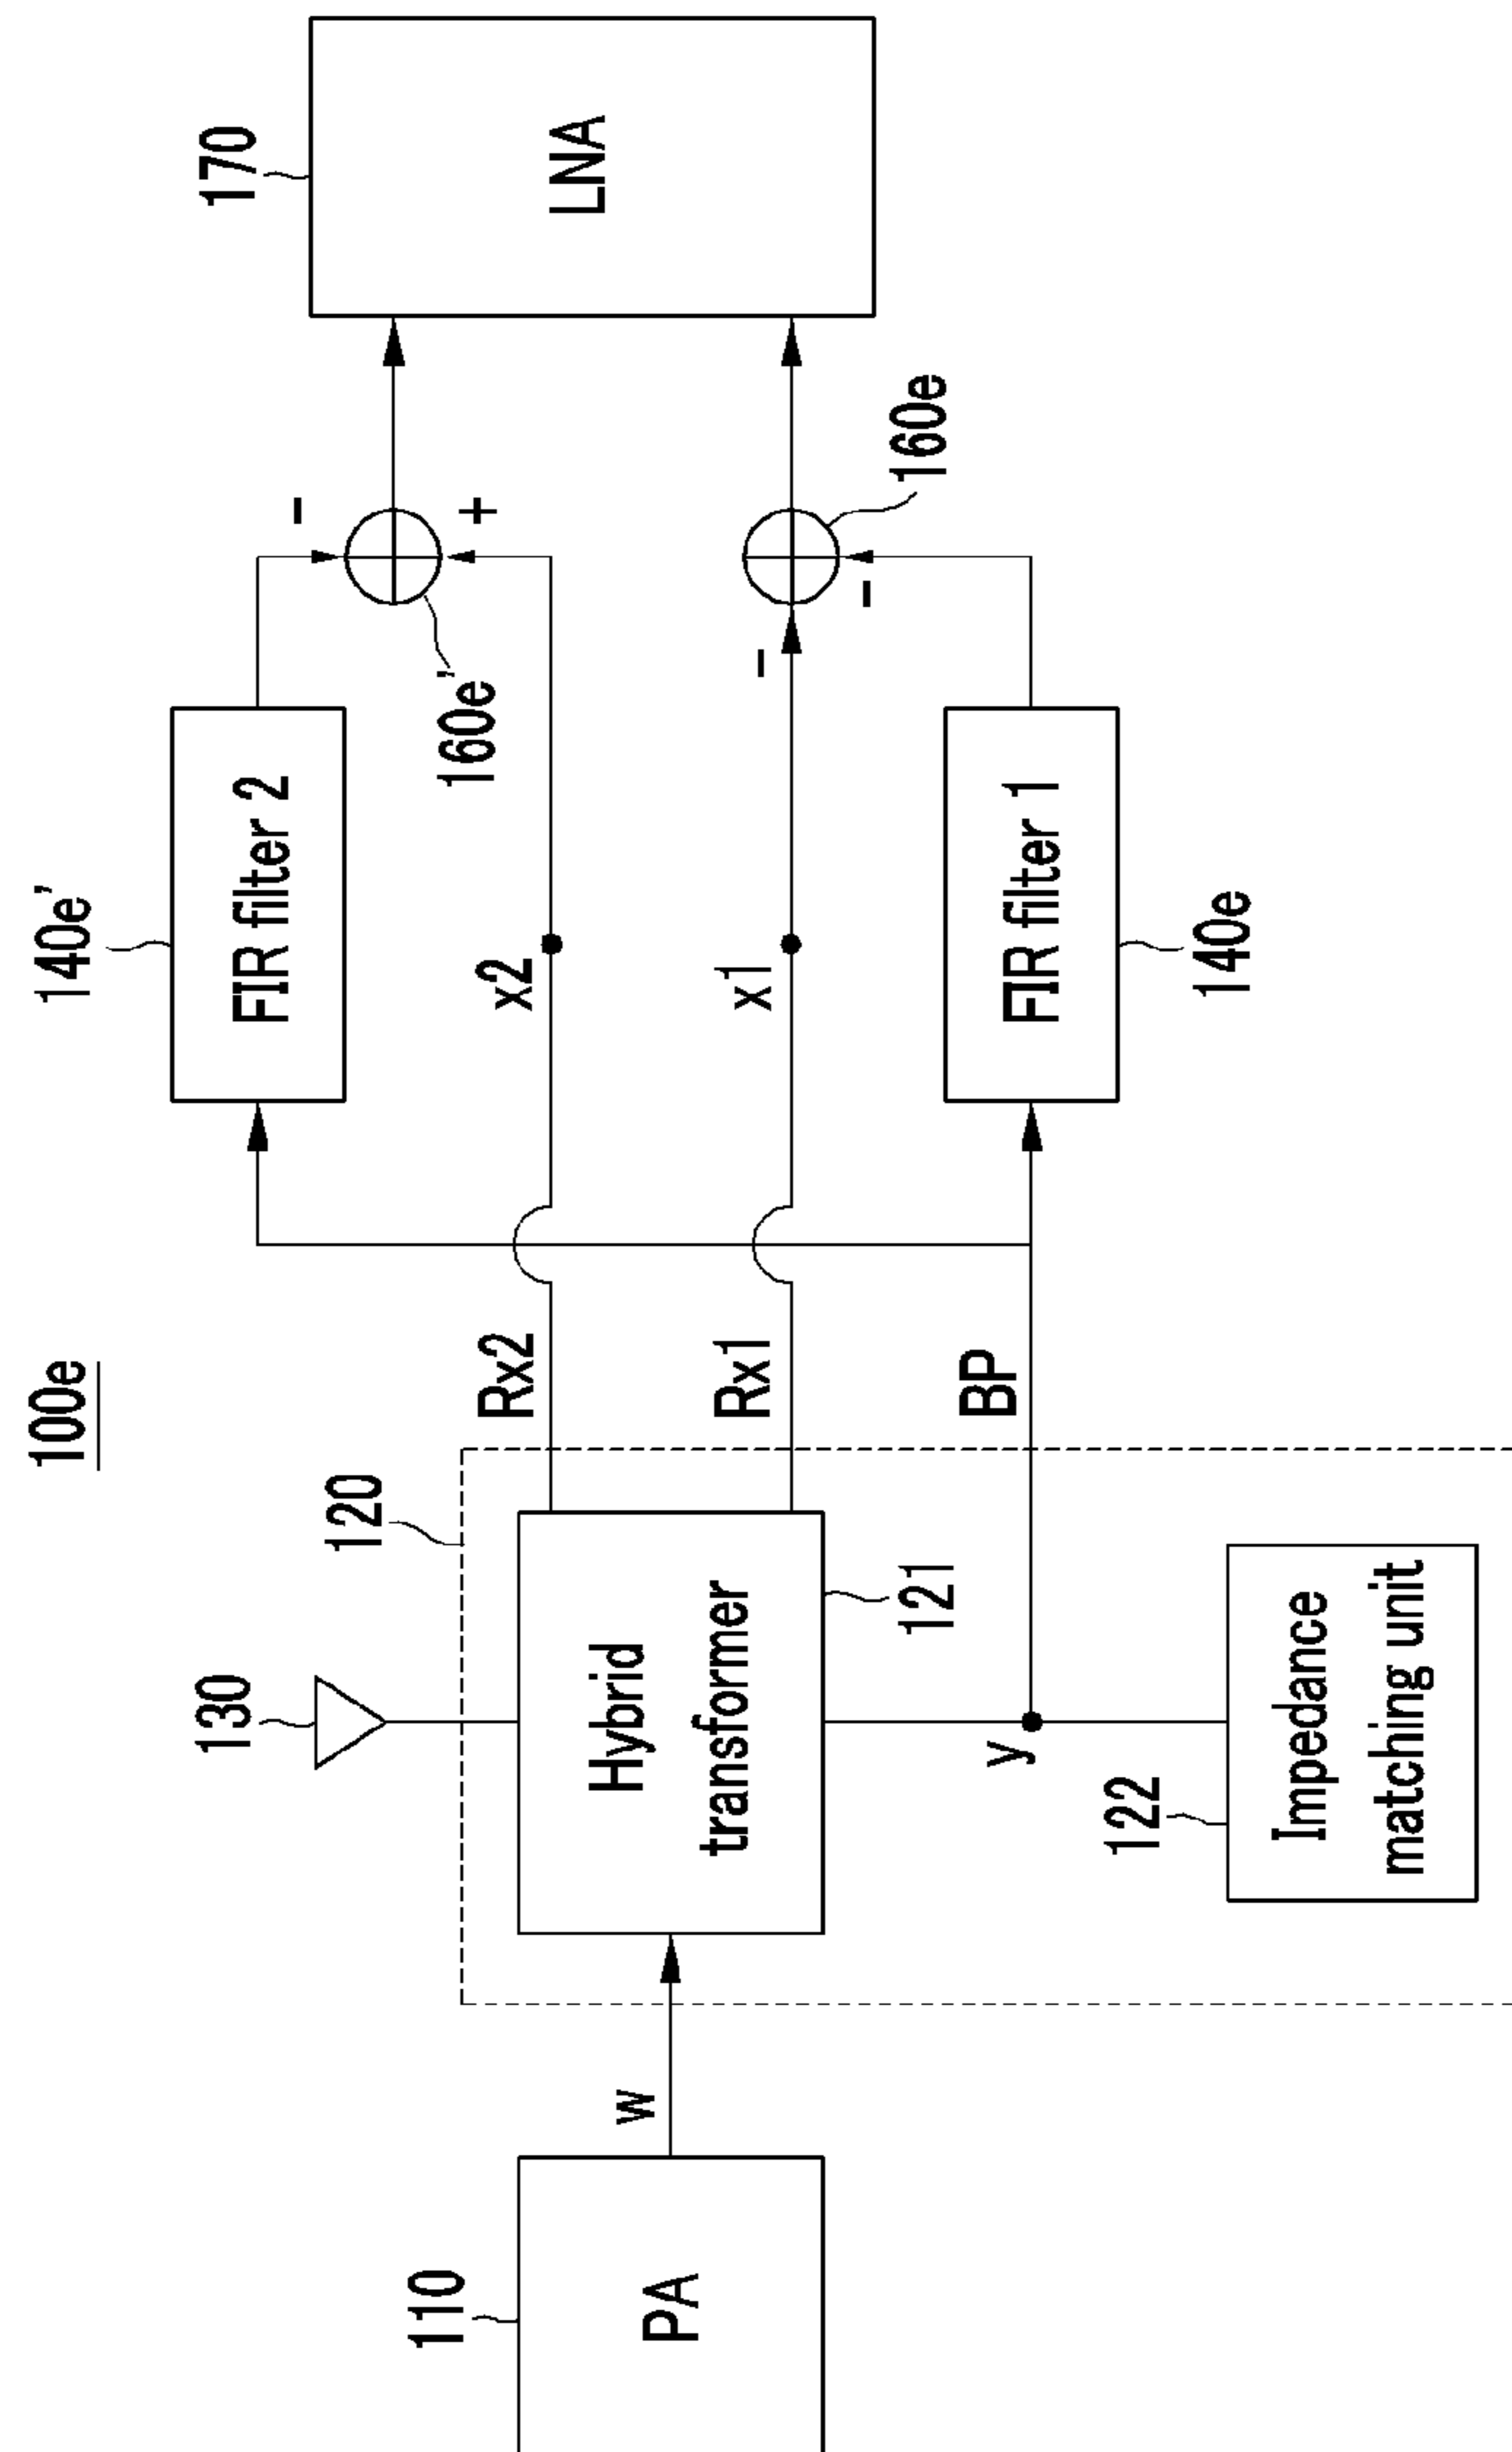 100e
140e'
FIR filter 2
170
LNA
130
120
Rx2
x2
160e'
−
+
110
PA
w
Hybrid
transformer
121
Rx1
x1
−
−
160e
y
BP
FIR filter 1
140e
122
Impedance
matching unit